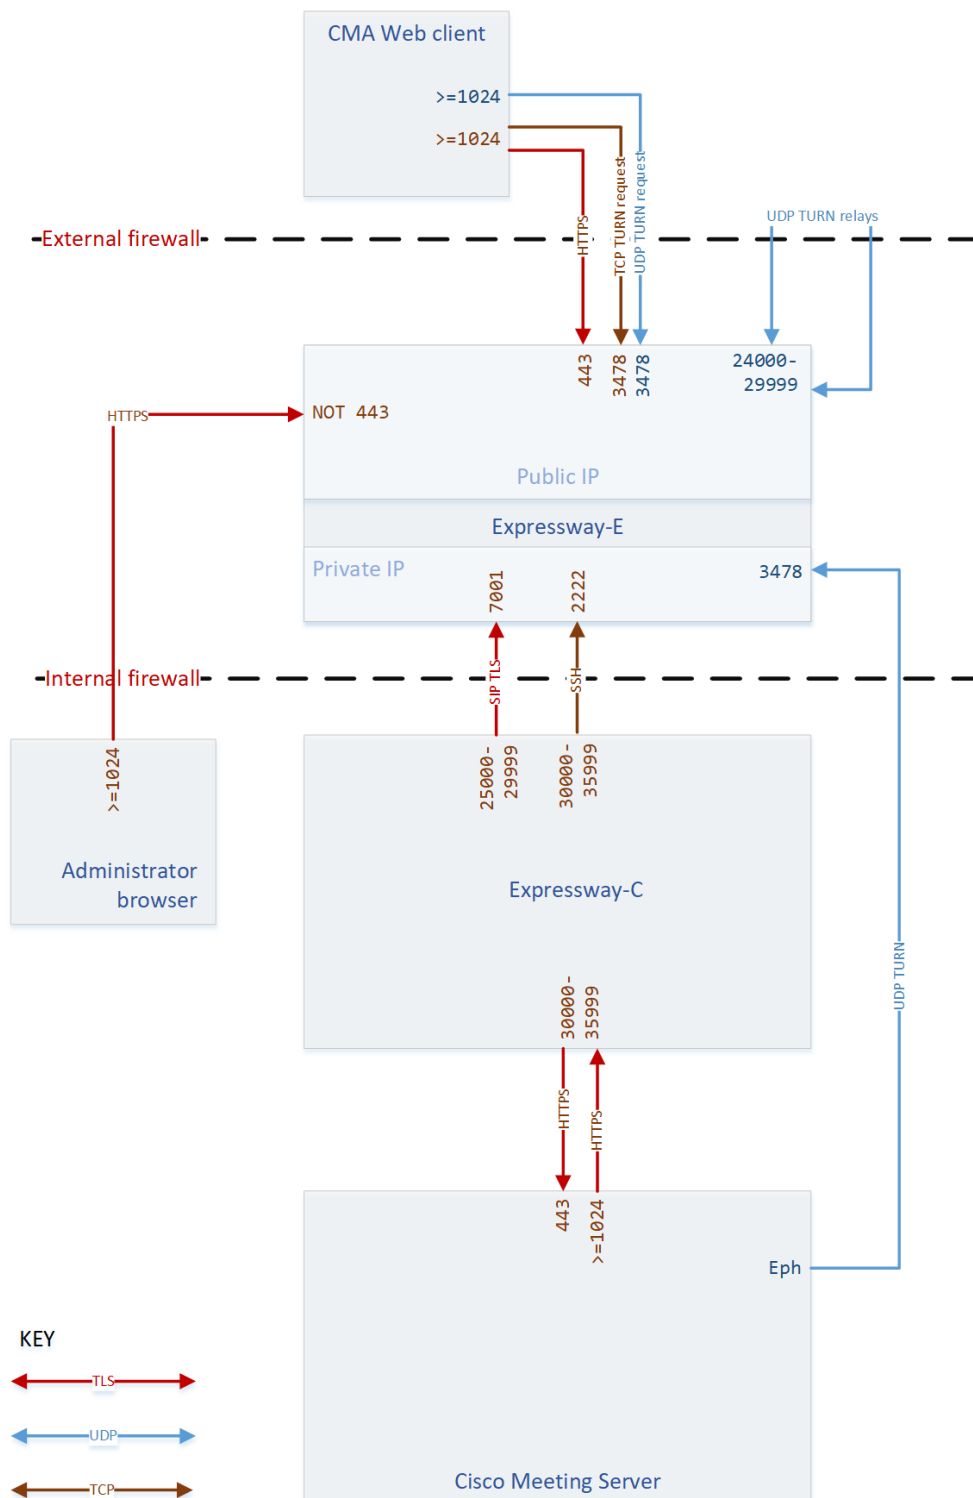 CMA Web client
>=1024
>=1024
UDP TURN relays
External firewall
HTTPS
TCP TURN request
UDP TURN request
443
3478
3478
24000-
29999
HTTPS
NOT 443
Public IP
Expressway-E
Private IP
7001
2222
3478
Internal firewall
SIP TLS
SSH
>=1024
25000-
29999
30000-
35999
Administrator
browser
Expressway-C
UDP TURN
30000-
35999
HTTPS
HTTPS
443
>=1024
Eph
KEY
TLS
UDP
TCP
Cisco Meeting Server